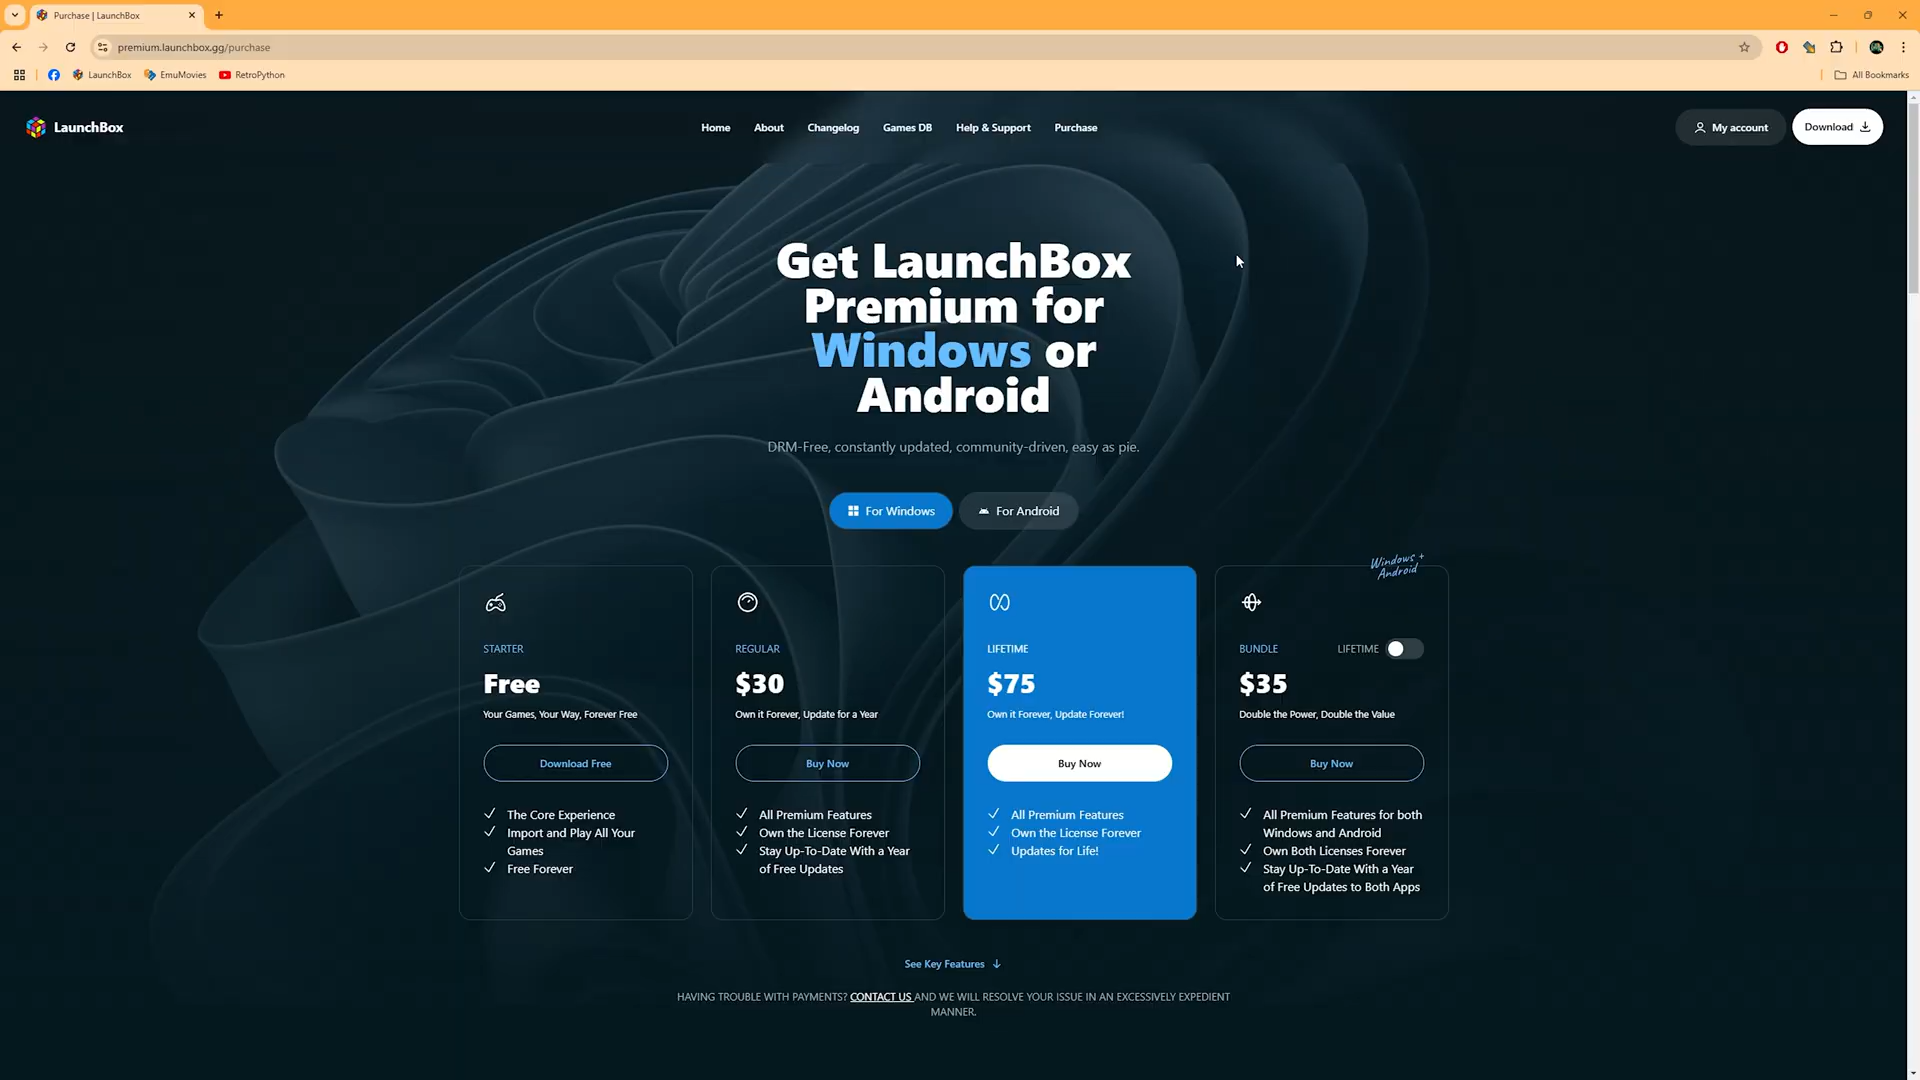 Purchase | LaunchBox
premium.launchbox.gg/purchase
LaunchBox
EmuMovies
RetroPython
All Bookmarks
LaunchBox
Home
About
Changelog
Games DB
Help & Support
Purchase
My account
Download
Get LaunchBox
Premium for
Windows or
Android
DRM-Free, constantly updated, community-driven, easy as pie.
For Windows
For Android
Windows +
Android
STARTER
Free
Your Games, Your Way, Forever Free
Download Free
The Core Experience
Import and Play All Your
Games
Free Forever
REGULAR
$30
Own it Forever, Update for a Year
Buy Now
All Premium Features
Own the License Forever
Stay Up-To-Date With a Year
of Free Updates
LIFETIME
$75
Own it Forever, Update Forever!
Buy Now
All Premium Features
Own the License Forever
Updates for Life!
BUNDLE
LIFETIME
$35
Double the Power, Double the Value
Buy Now
All Premium Features for both
Windows and Android
Own Both Licenses Forever
Stay Up-To-Date With a Year
of Free Updates to Both Apps
See Key Features
HAVING TROUBLE WITH PAYMENTS? CONTACT US AND WE WILL RESOLVE YOUR ISSUE IN AN EXCESSIVELY EXPEDIENT
MANNER.